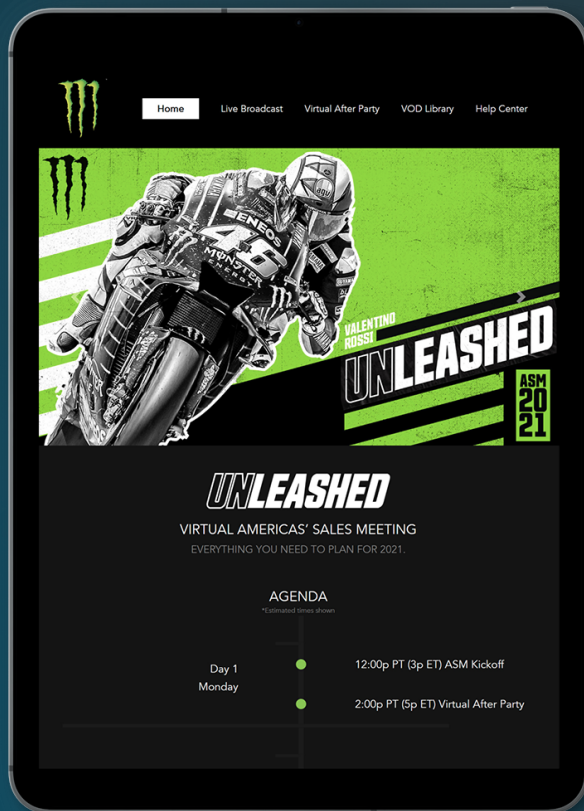 Home
Live Broadcast
Virtual After Party
VOD Library
Help Center
ENEOS
46
MONSTER
ENERGY
VALENTINO
ROSSI
UNLEASHED
ASM
20
21
UNLEASHED
VIRTUAL AMERICAS' SALES MEETING
EVERYTHING YOU NEED TO PLAN FOR 2021.
AGENDA
*Estimated times shown
Day 1
Monday
12:00p PT (3p ET) ASM Kickoff
2:00p PT (5p ET) Virtual After Party